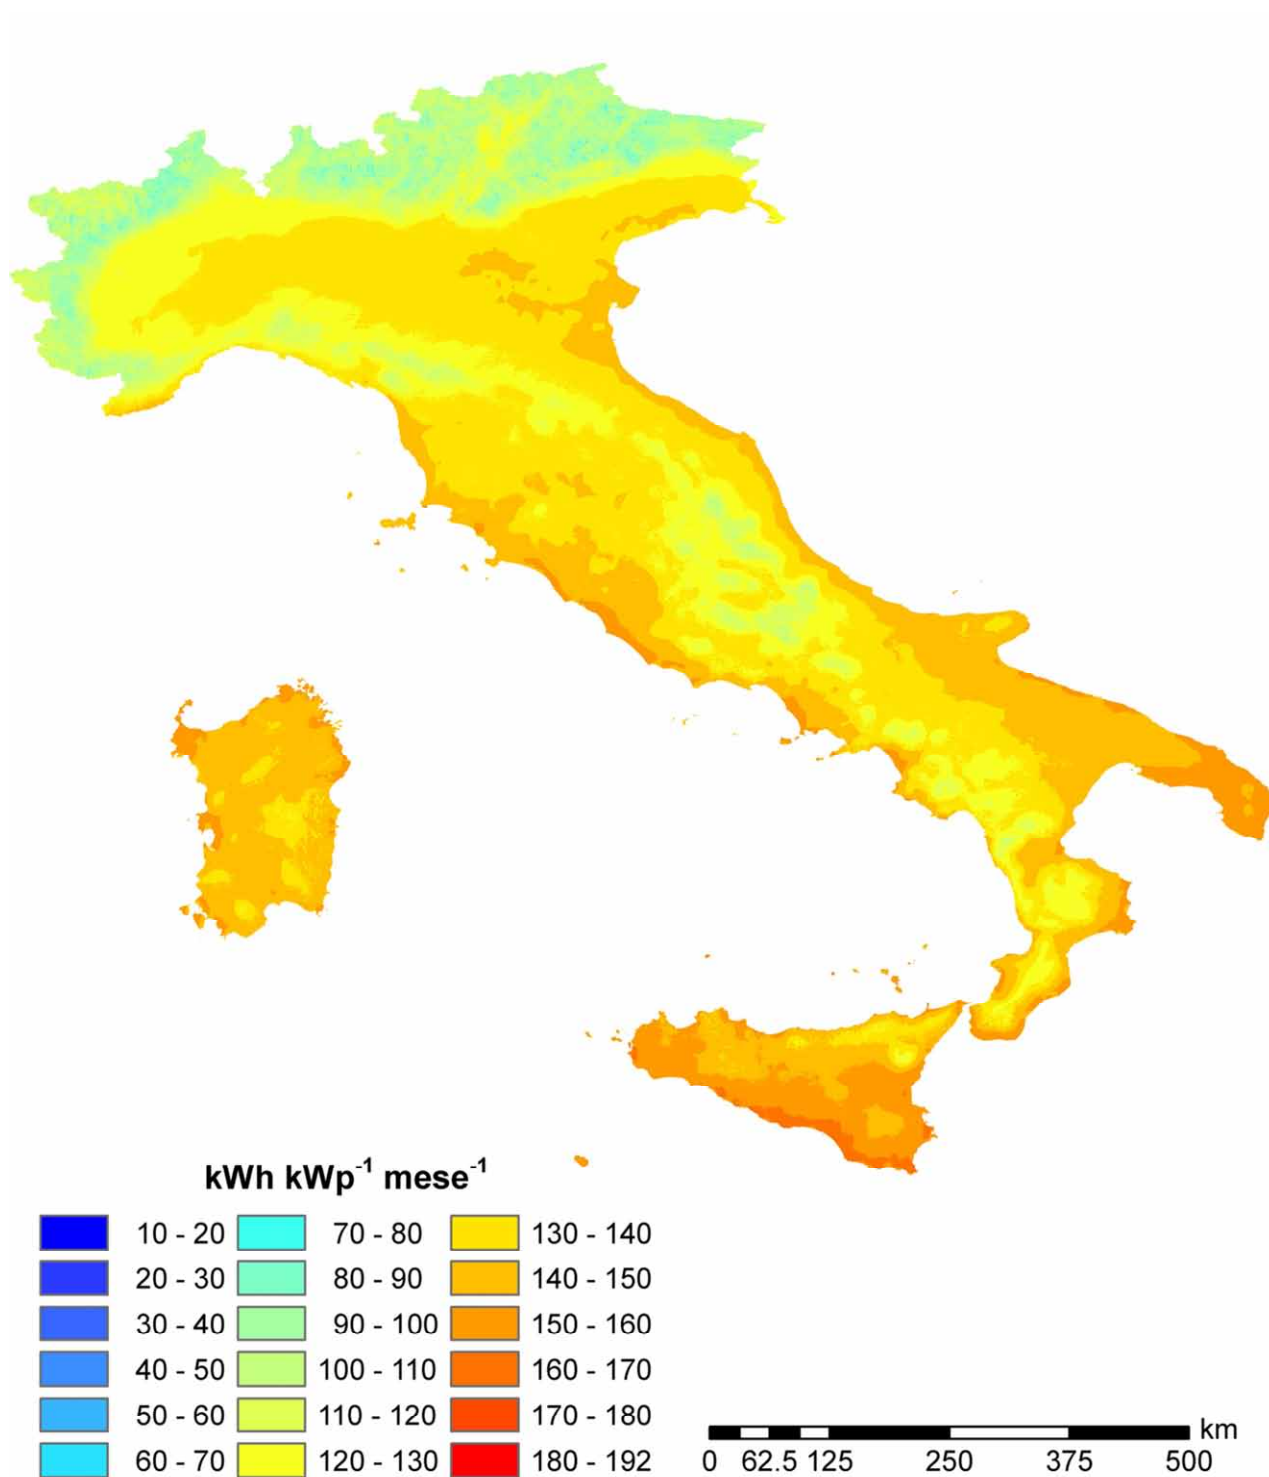 kWh kWp⁻¹ mese⁻¹
10 - 20 70 - 80 130 - 140
20 - 30 80 - 90 140 - 150
30 - 40 90 - 100 150 - 160
40 - 50 100 - 110 160 - 170
50 - 60 110 - 120 170 - 180
60 - 70 120 - 130 180 - 192
km
0 62.5 125 250 375 500